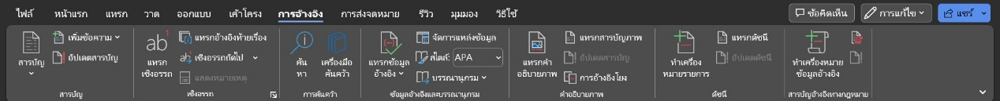 ไฟล์ หน้าแรก แทรก วาด ออกแบบ เค้าโครง การอ้างอิง การส่งจดหมาย รีวิว มุมมอง วิธีใช้ ข้อคิดเห็น การแก้ไข แชร์
สารบัญ
เพิ่มข้อความ
อัปเดตสารบัญ
สารบัญ
ab
แทรก
เชิงอรรถ
แทรกอ้างอิงท้ายเรื่อง
เชิงอรรถถัดไป
แสดงหมายเหตุ
เชิงอรรถ
ค้น
หา
เครื่องมือ
ค้นคว้า
การค้นคว้า
แทรกข้อมูล
อ้างอิง
จัดการแหล่งข้อมูล
สไตล์: APA
บรรณานุกรม
ข้อมูลอ้างอิงและบรรณานุกรม
แทรกคำ
อธิบายภาพ
แทรกสารบัญภาพ
อัปเดตสารบัญ
การอ้างอิงโยง
คำอธิบายภาพ
ทำเครื่อง
หมายรายการ
แทรกดัชนี
อัปเดตดัชนี
ดัชนี
ทำเครื่องหมาย
ข้อมูลอ้างอิง
สารบัญอ้างอิงทางกฎหมาย